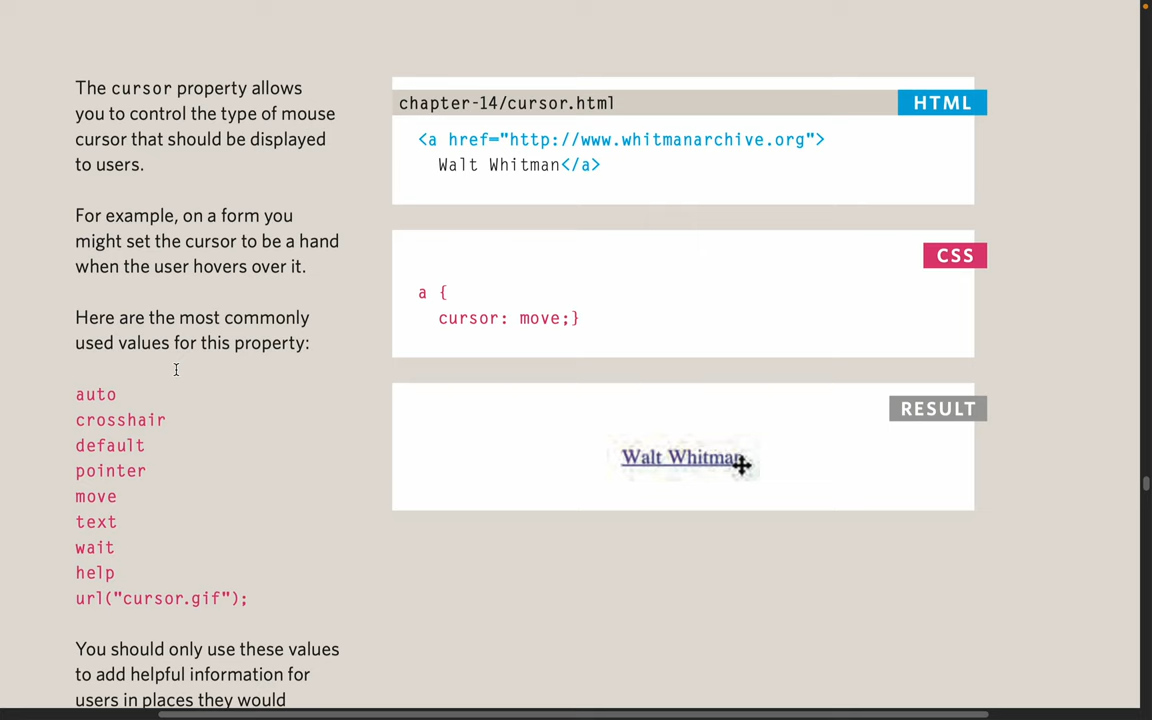 The cursor property allows
you to control the type of mouse
cursor that should be displayed
to users.
For example, on a form you
might set the cursor to be a hand
when the user hovers over it.
Here are the most commonly
used values for this property:
auto
crosshair
default
pointer
move
text
wait
help
url("cursor.gif");
You should only use these values
to add helpful information for
users in places they would
chapter-14/cursor.html
HTML
<a href="http://www.whitmanarchive.org">
Walt Whitman</a>
CSS
a {
cursor: move;}
RESULT
Walt Whitman